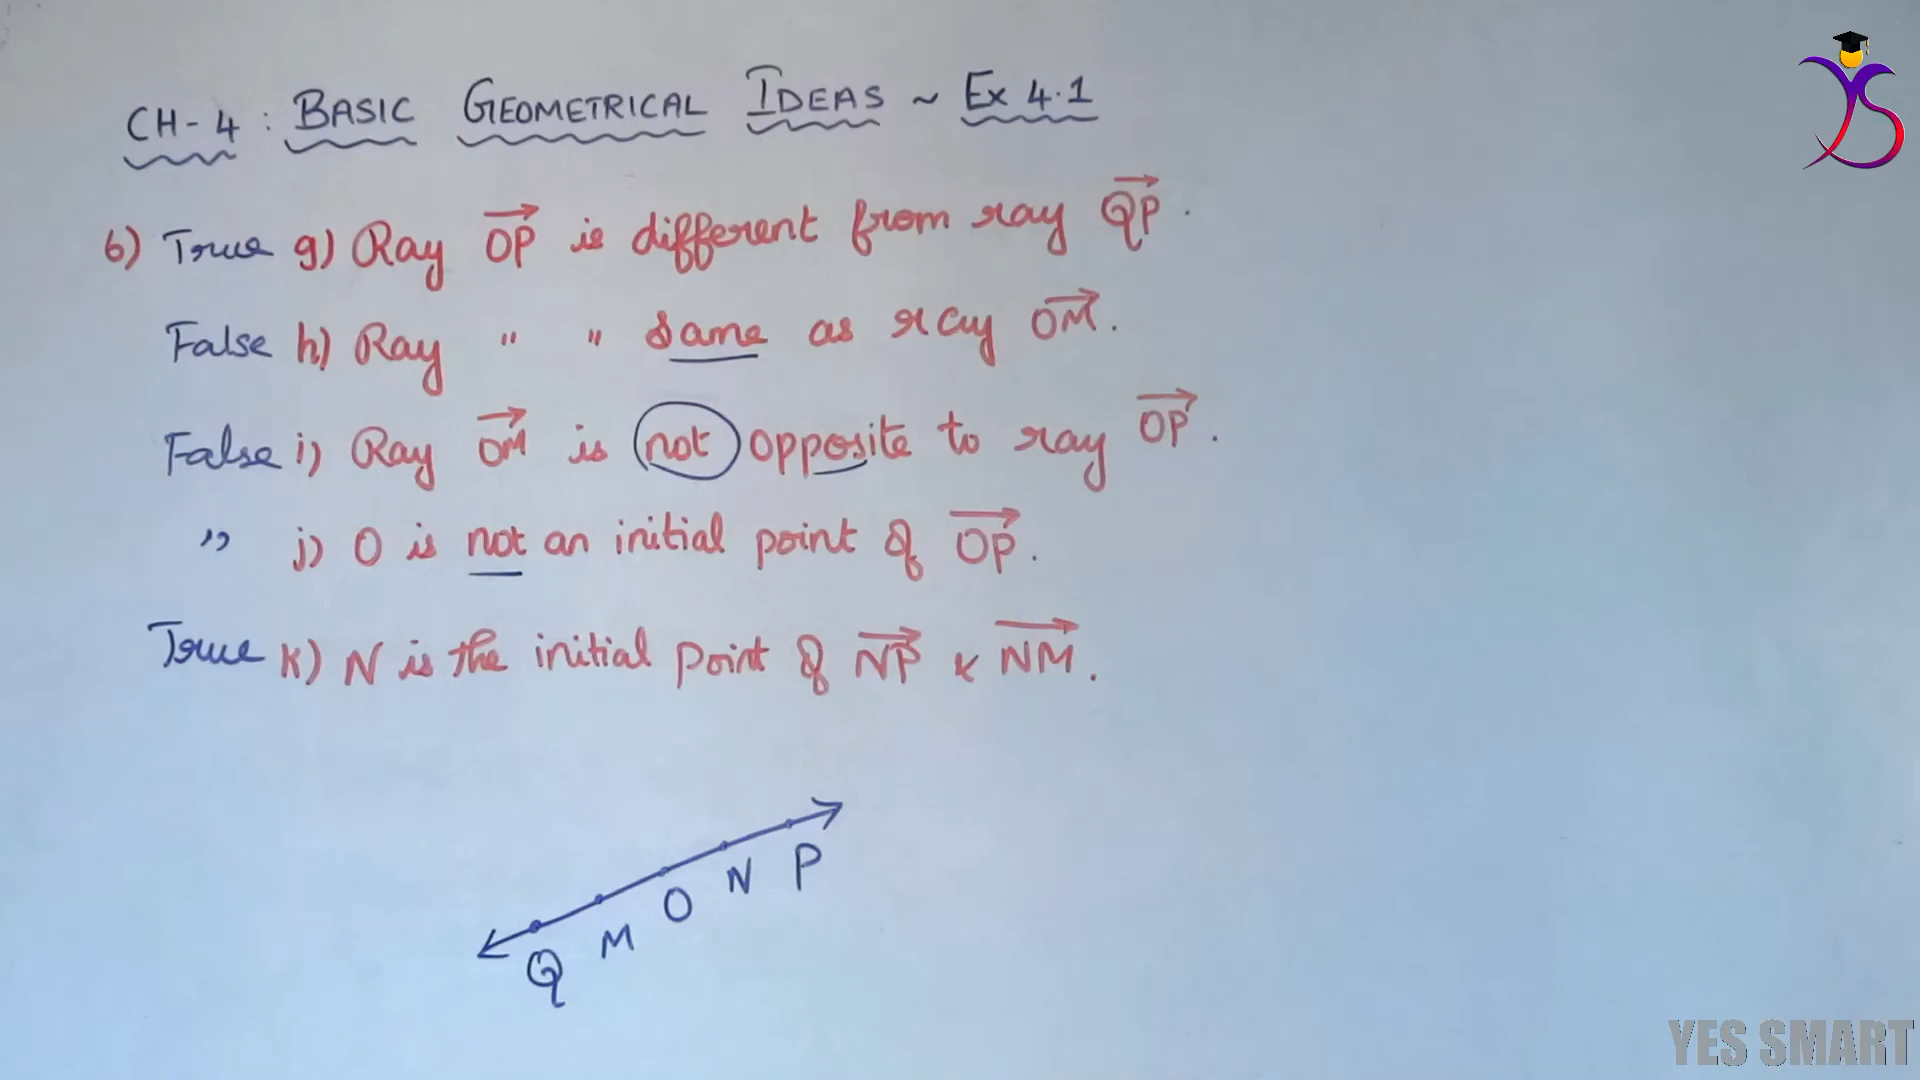 CH-4 : BASIC GEOMETRICAL IDEAS ~ Ex 4.1
6) True g) Ray OP is different from ray QP.
False h) Ray " " same as ray OM.
False i) Ray OM is not opposite to ray OP.
" j) O is not an initial point of OP.
True k) N is the initial point of NP & NM.
Q M O N P
YES SMART